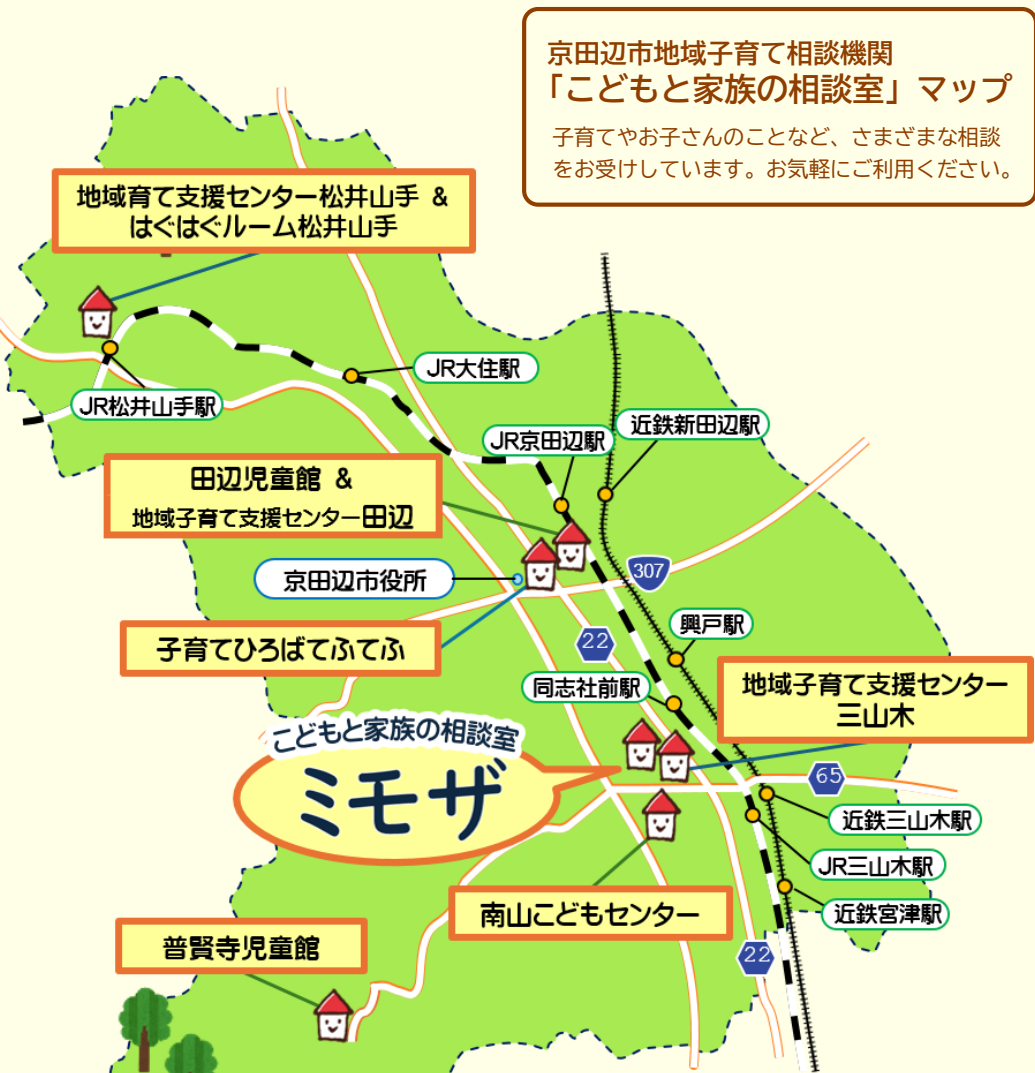 京田辺市地域子育て相談機関
「こどもと家族の相談室」マップ
子育てやお子さんのことなど、さまざまな相談
をお受けしています。お気軽にご利用ください。
地域育て支援センター松井山手 &
はぐはぐルーム松井山手
JR大住駅
JR松井山手駅
JR京田辺駅
近鉄新田辺駅
田辺児童館 &
地域子育て支援センター田辺
京田辺市役所
307
子育てひろばてふてふ
22
興戸駅
同志社前駅
地域子育て支援センター
三山木
こどもと家族の相談室
ミモザ
65
近鉄三山木駅
JR三山木駅
近鉄宮津駅
南山こどもセンター
普賢寺児童館
22